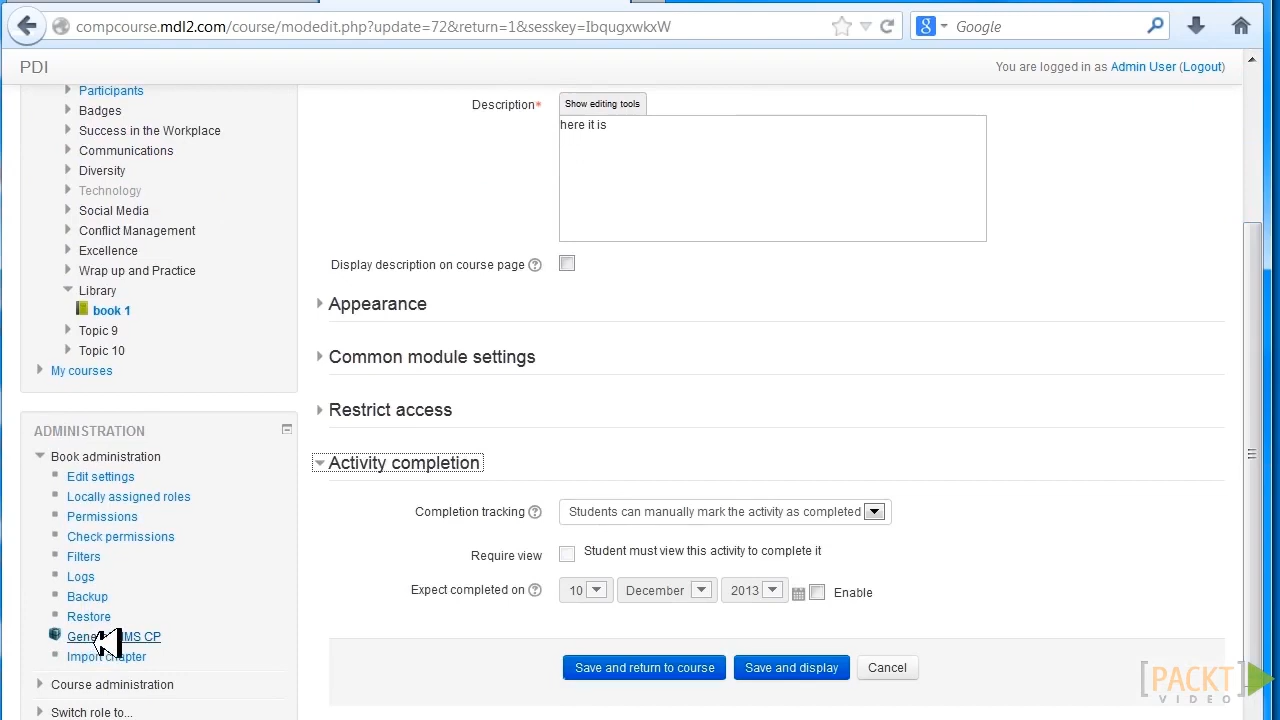 compcourse.mdl2.com/course/modedit.php?update=72&return=1&sesskey=IbqugxwkxW
Google
PDI
You are logged in as Admin User (Logout)
Participants
Badges
Success in the Workplace
Communications
Diversity
Technology
Social Media
Conflict Management
Excellence
Wrap up and Practice
Library
book 1
Topic 9
Topic 10
My courses
ADMINISTRATION
Book administration
Edit settings
Locally assigned roles
Permissions
Check permissions
Filters
Logs
Backup
Restore
IMS CP
Import chapter
Course administration
Switch role to...
Description*
Show editing tools
here it is
Display description on course page
Appearance
Common module settings
Restrict access
Activity completion
Completion tracking
Students can manually mark the activity as completed
Require view
Student must view this activity to complete it
Expect completed on
10 December 2013 Enable
Save and return to course Save and display Cancel
[PACKT]
VIDEO